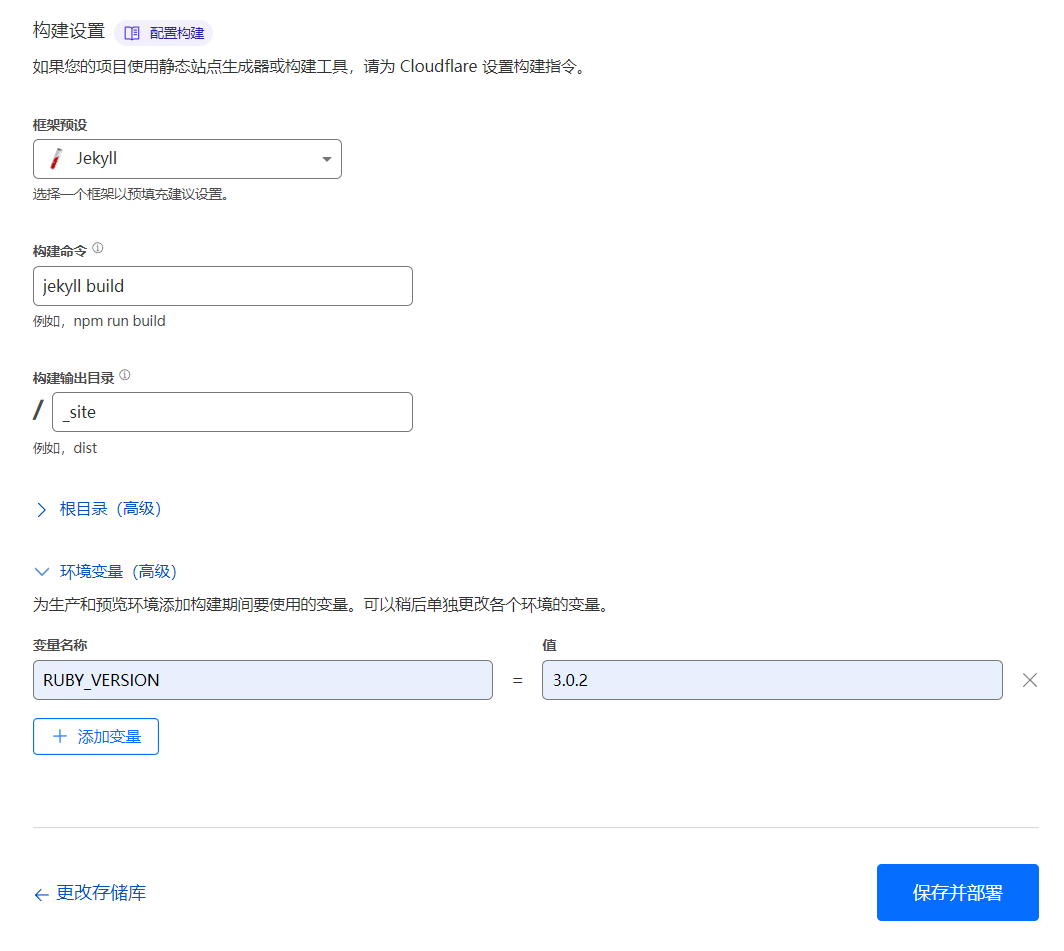 构建设置 配置构建
如果您的项目使用静态站点生成器或构建工具，请为 Cloudflare 设置构建指令。
框架预设
Jekyll
选择一个框架以预填充建议设置。
构建命令
jekyll build
例如，npm run build
构建输出目录
/ _site
例如，dist
根目录（高级）
环境变量（高级）
为生产和预览环境添加构建期间要使用的变量。可以稍后单独更改各个环境的变量。
变量名称 值
RUBY_VERSION = 3.0.2
添加变量
更改存储库 保存并部署